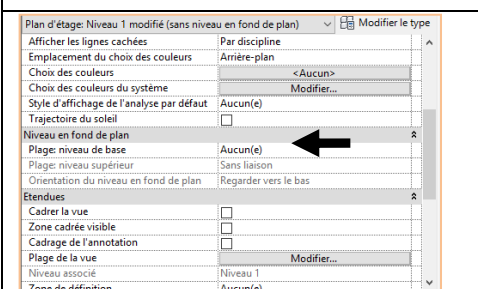 Plan d'étage: Niveau 1 modifié (sans niveau en fond de plan) Modifier le type
Afficher les lignes cachées Par discipline
Emplacement du choix des couleurs Arrière-plan
Choix des couleurs <Aucun>
Choix des couleurs du système Modifier...
Style d'affichage de l'analyse par défaut Aucun(e)
Trajectoire du soleil
Niveau en fond de plan
Plage: niveau de base Aucun(e)
Plage: niveau supérieur Sans liaison
Orientation du niveau en fond de plan Regarder vers le bas
Etendues
Cadrer la vue
Zone cadrée visible
Cadrage de l'annotation
Plage de la vue Modifier...
Niveau associé Niveau 1
Zone de définition Aucun(e)